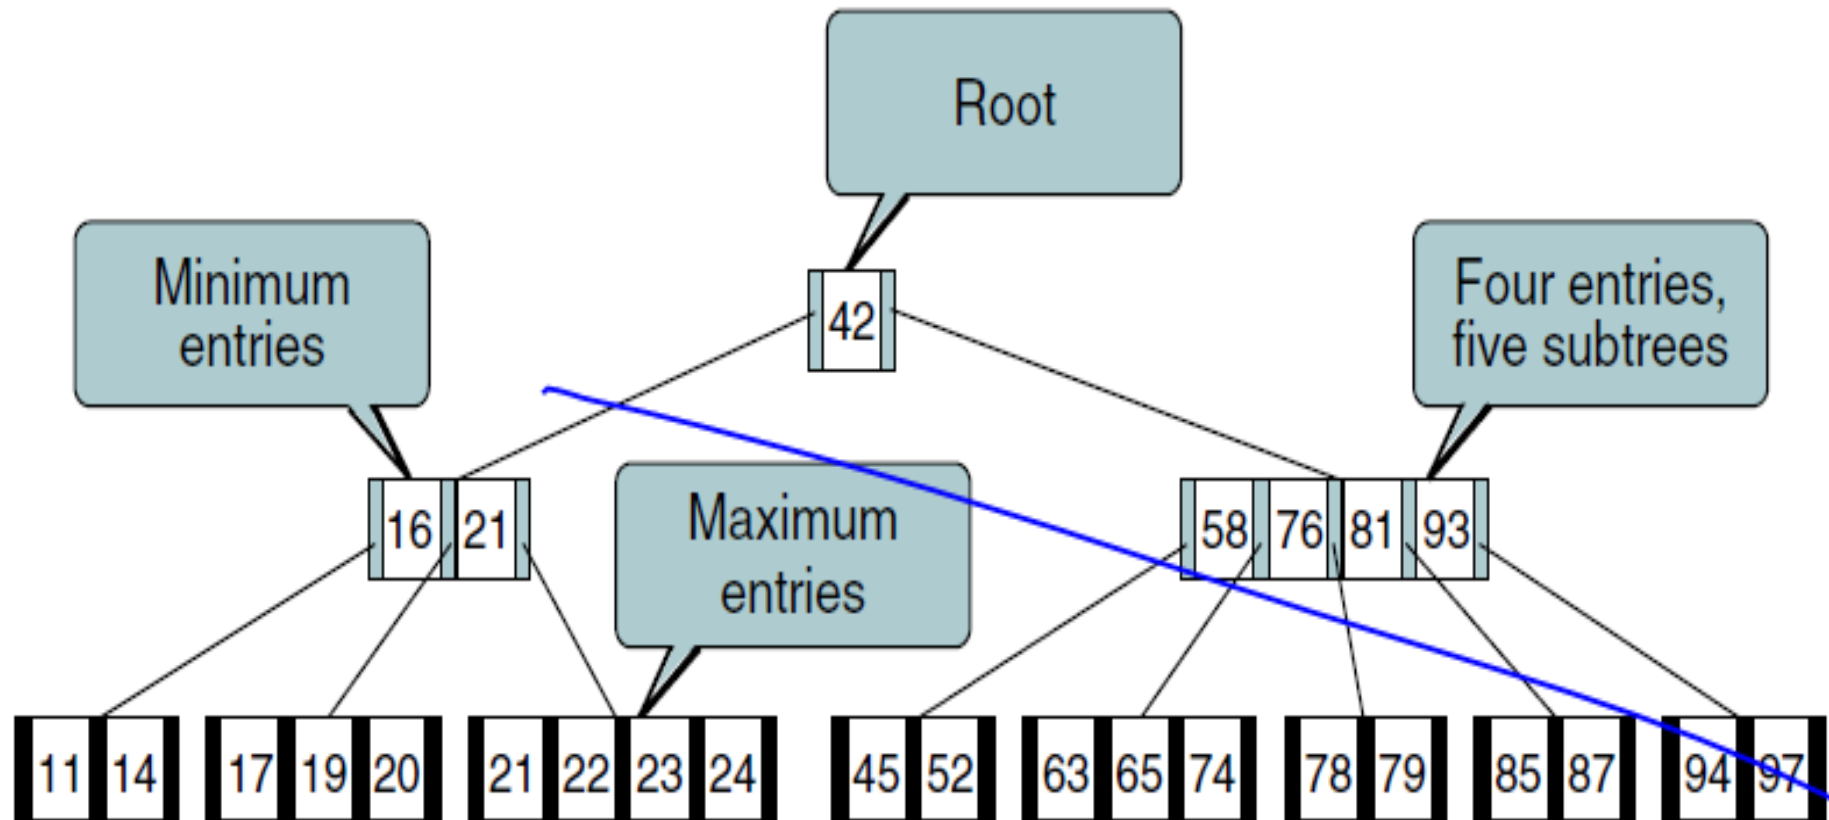 Root
Minimum
entries
Four entries,
five subtrees
42
Maximum
entries
16 21
58 76 81 93
11 14
17 19 20
21 22 23 24
45 52
63 65 74
78 79
85 87
94 97